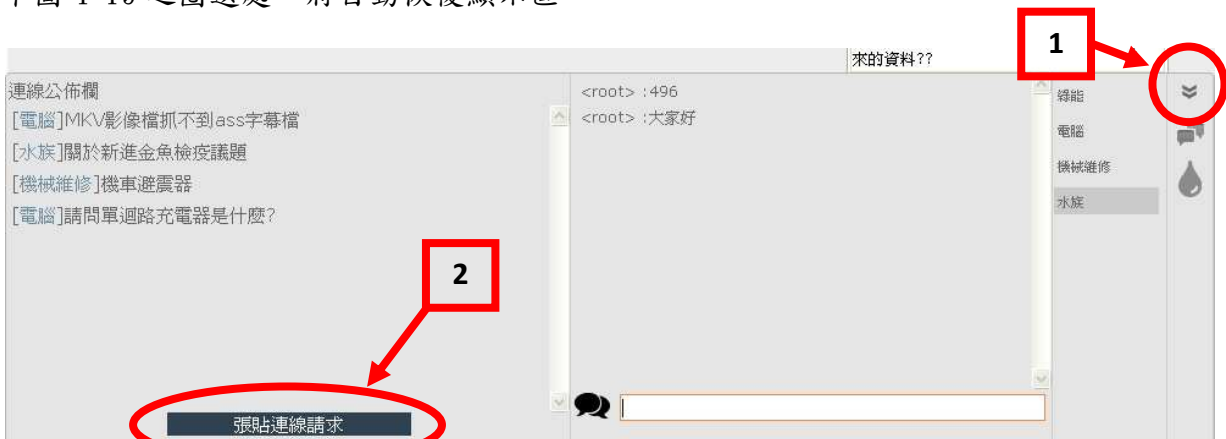 來的資料??
1
連線公佈欄
[電腦]MKV影像檔抓不到ass字幕檔
[水族]關於新進金魚檢疫議題
[機械維修]機車避震器
[電腦]請問單迴路充電器是什麼?
2
張貼連線請求
<root> :496
<root> :大家好
綠能
電腦
機械維修
水族